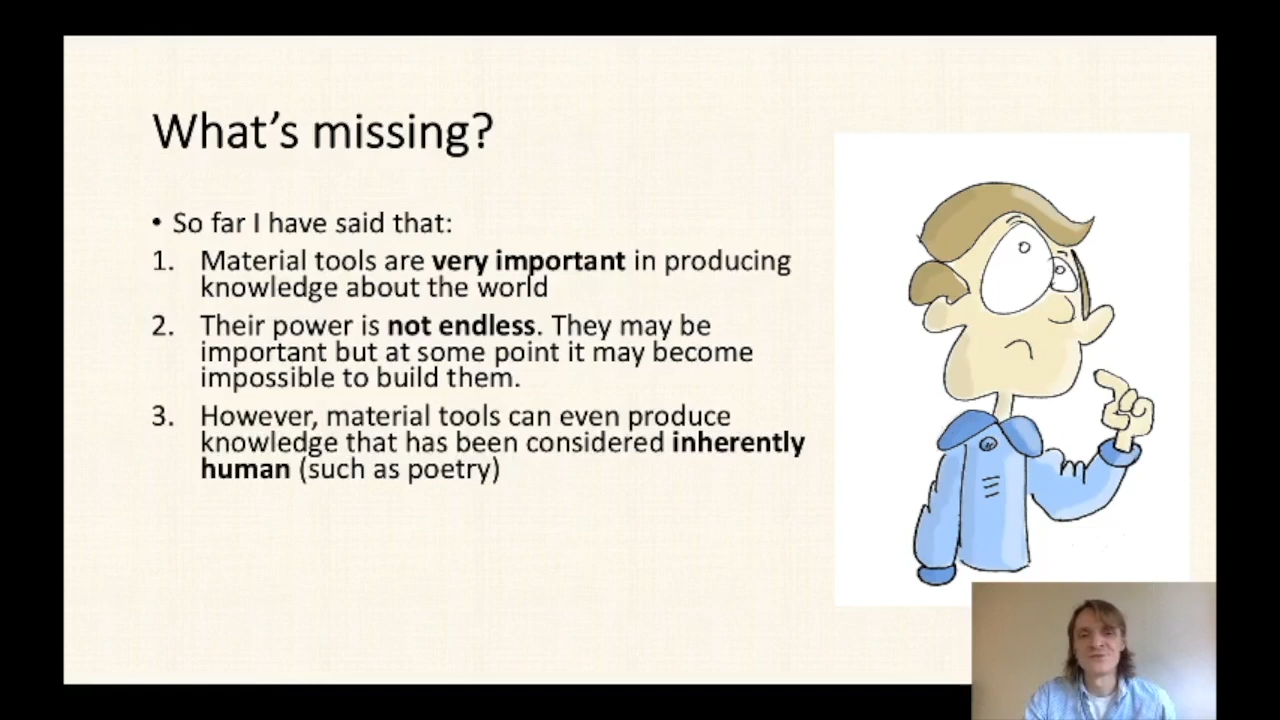 What's missing?
• So far I have said that:
1. Material tools are very important in producing
knowledge about the world
2. Their power is not endless. They may be
important but at some point it may become
impossible to build them.
3. However, material tools can even produce
knowledge that has been considered inherently
human (such as poetry)